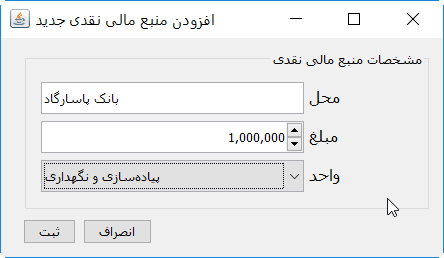 افزودن منبع مالی نقدی جدید
مشخصات منبع مالی نقدی
محل بانک پاسارگاد
مبلغ 1,000,000
واحد پیاده‌سازی و نگهداری
انصراف ثبت